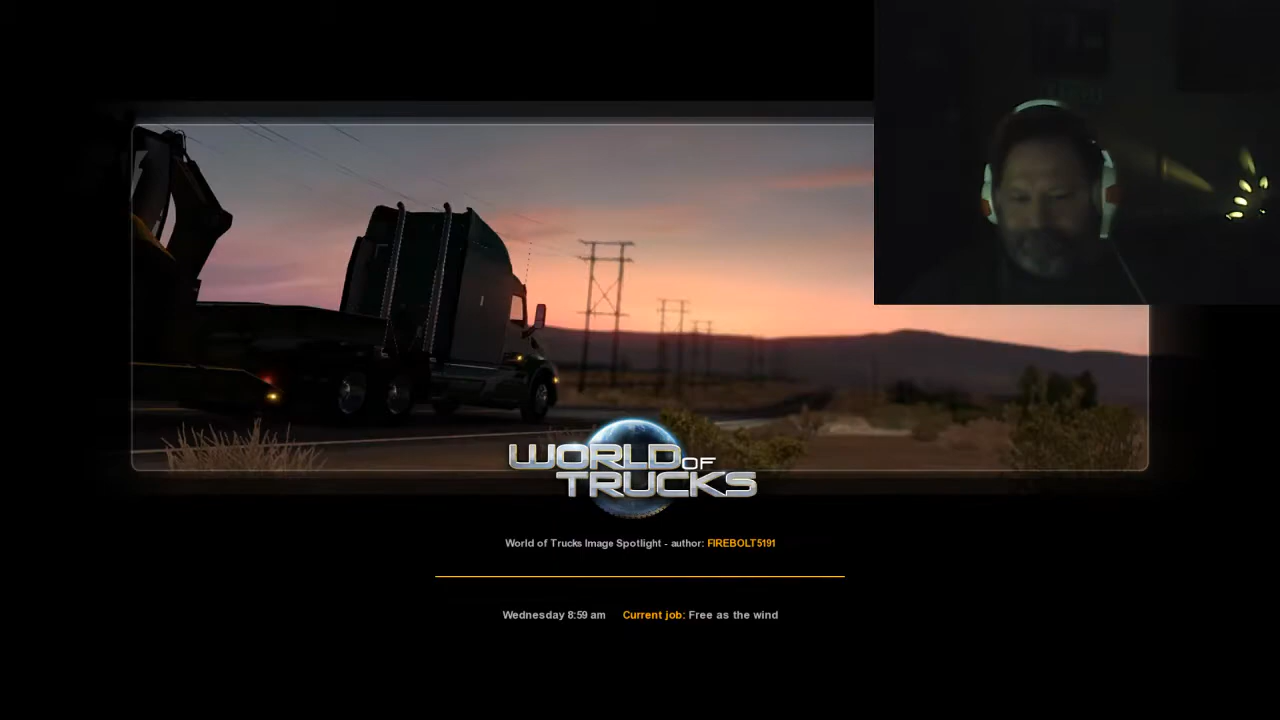 WORLD OF
TRUCKS
World of Trucks Image Spotlight - author: FIREBOLT5191
Wednesday 8:59 am Current job: Free as the wind